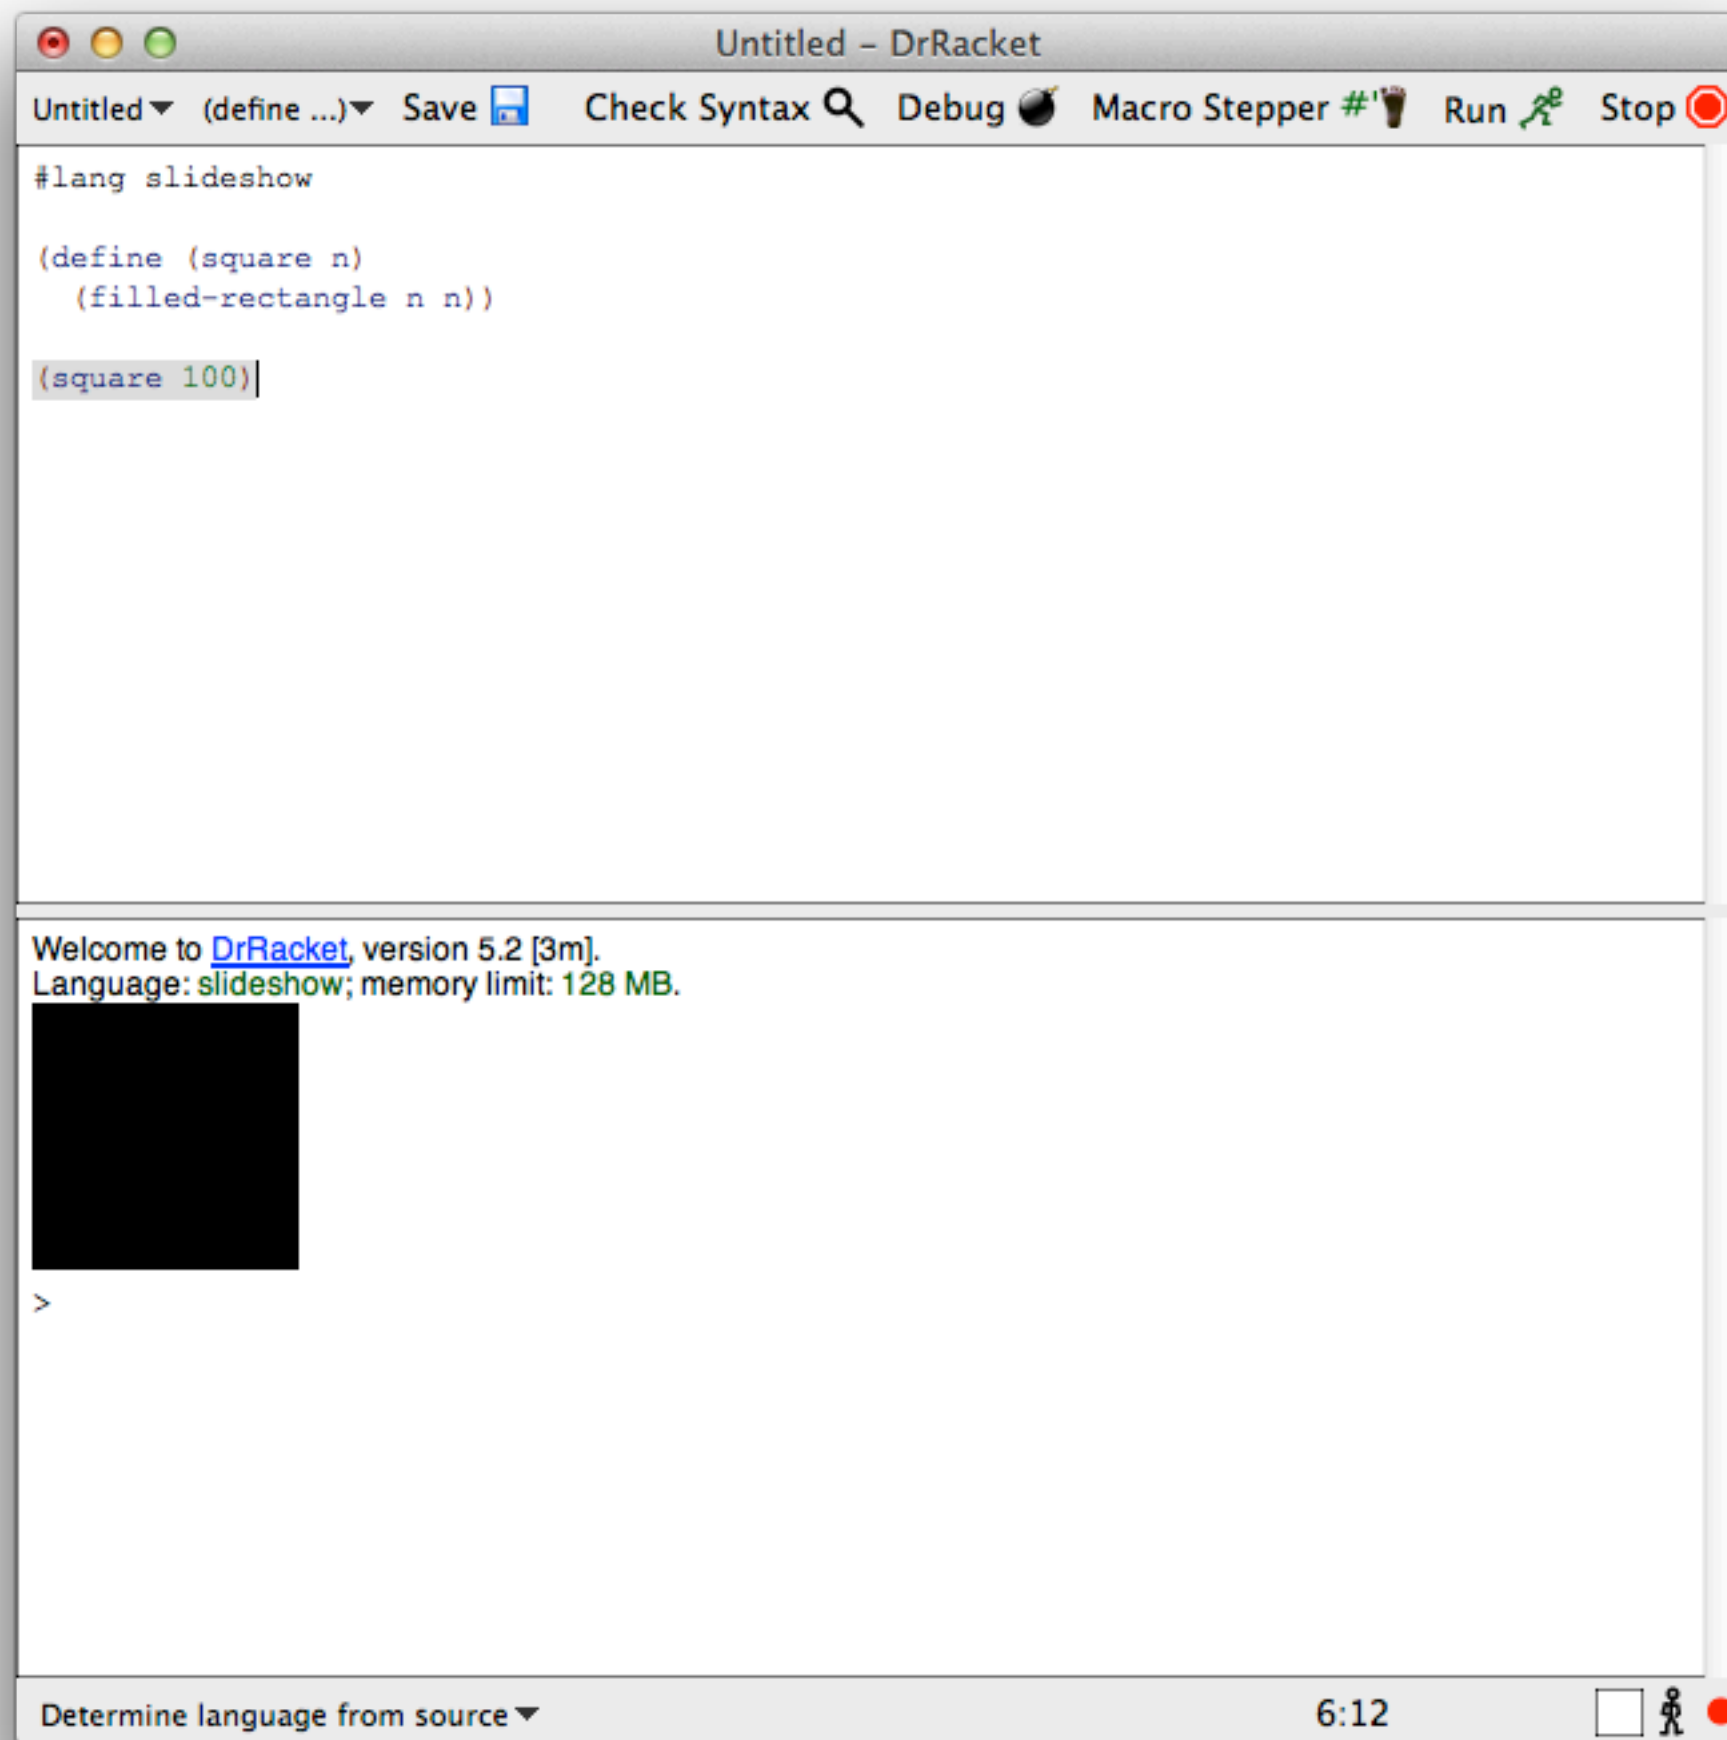 Untitled – DrRacket
Untitled (define ...) Save Check Syntax Debug Macro Stepper #' Run Stop
#lang slideshow
(define (square n)
  (filled-rectangle n n))
(square 100)
Welcome to DrRacket, version 5.2 [3m].
Language: slideshow; memory limit: 128 MB.
>
Determine language from source 6:12